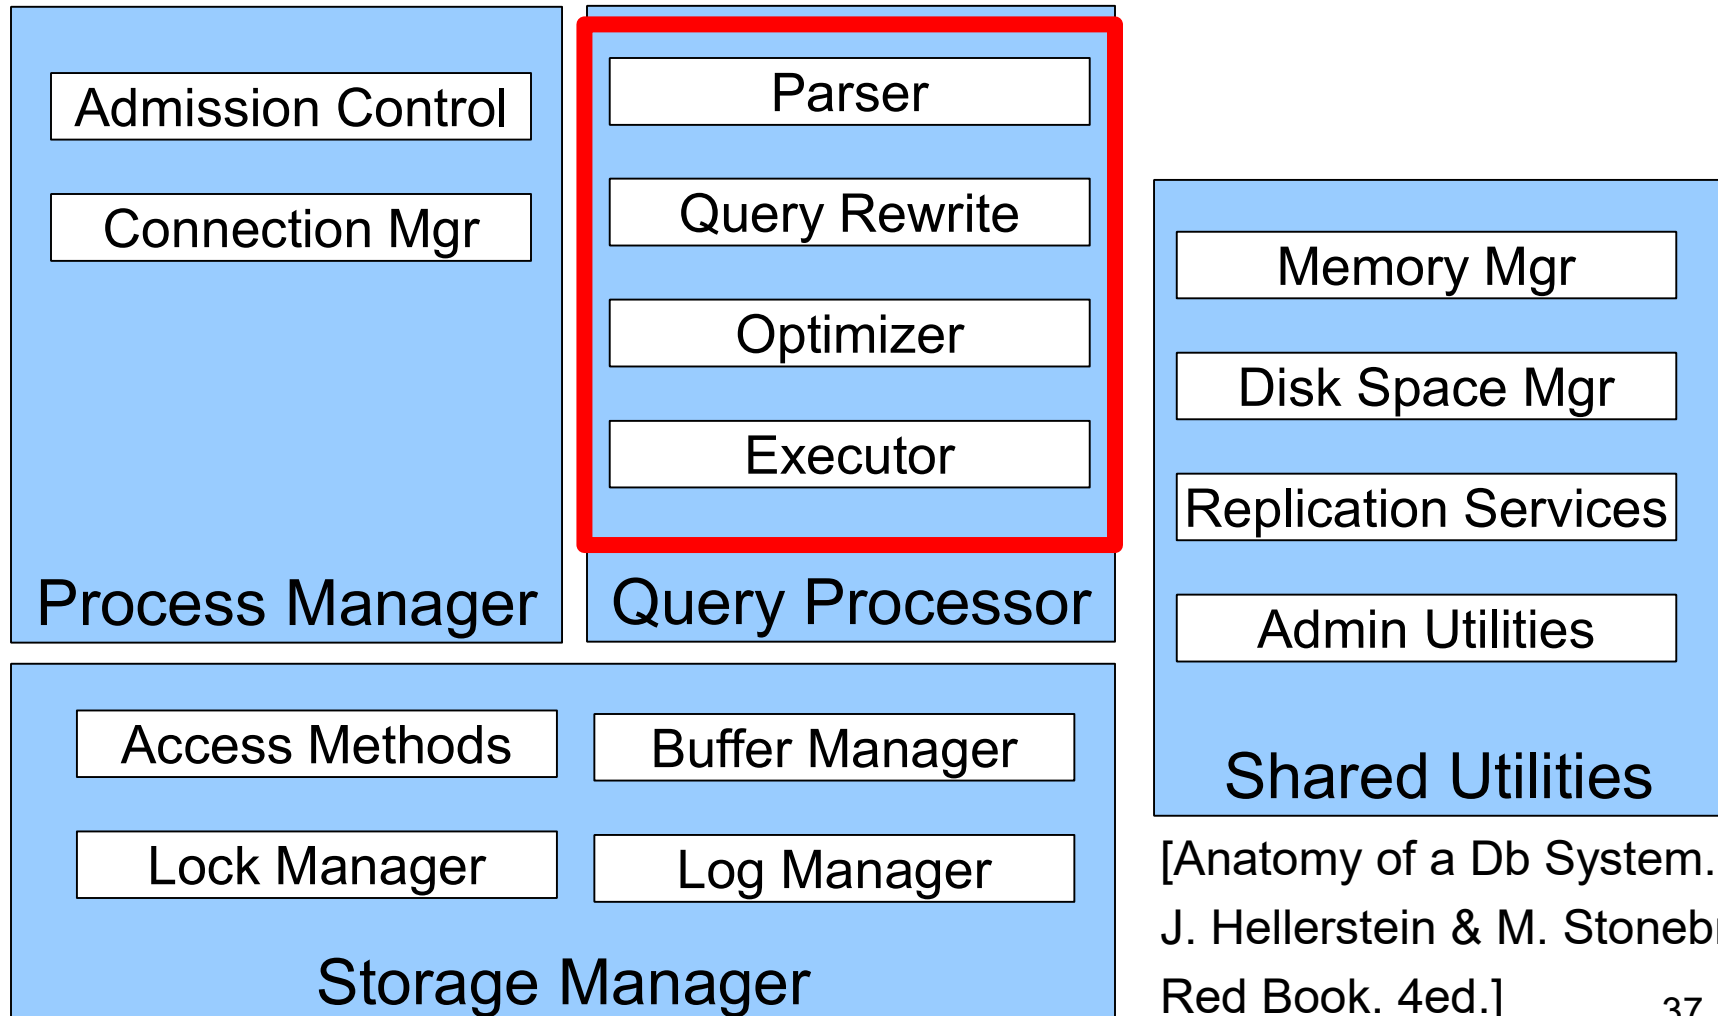 Admission Control
Connection Mgr
Process Manager
Parser
Query Rewrite
Optimizer
Executor
Query Processor
Memory Mgr
Disk Space Mgr
Replication Services
Admin Utilities
Shared Utilities
Access Methods
Buffer Manager
Lock Manager
Log Manager
Storage Manager
[Anatomy of a Db System.
J. Hellerstein & M.
Red Book. 4ed.]
37